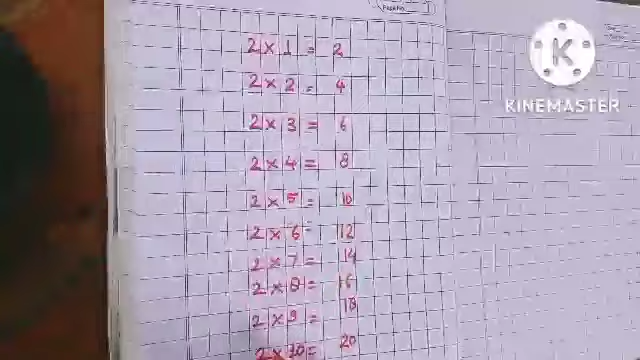 2 × 1 = 2
2 × 2 = 4
2 × 3 = 6
2 × 4 = 8
2 × 5 = 10
2 × 6 = 12
2 × 7 = 14
2 × 8 = 16
2 × 9 = 18
2 × 10 = 20
K
KINEMASTER